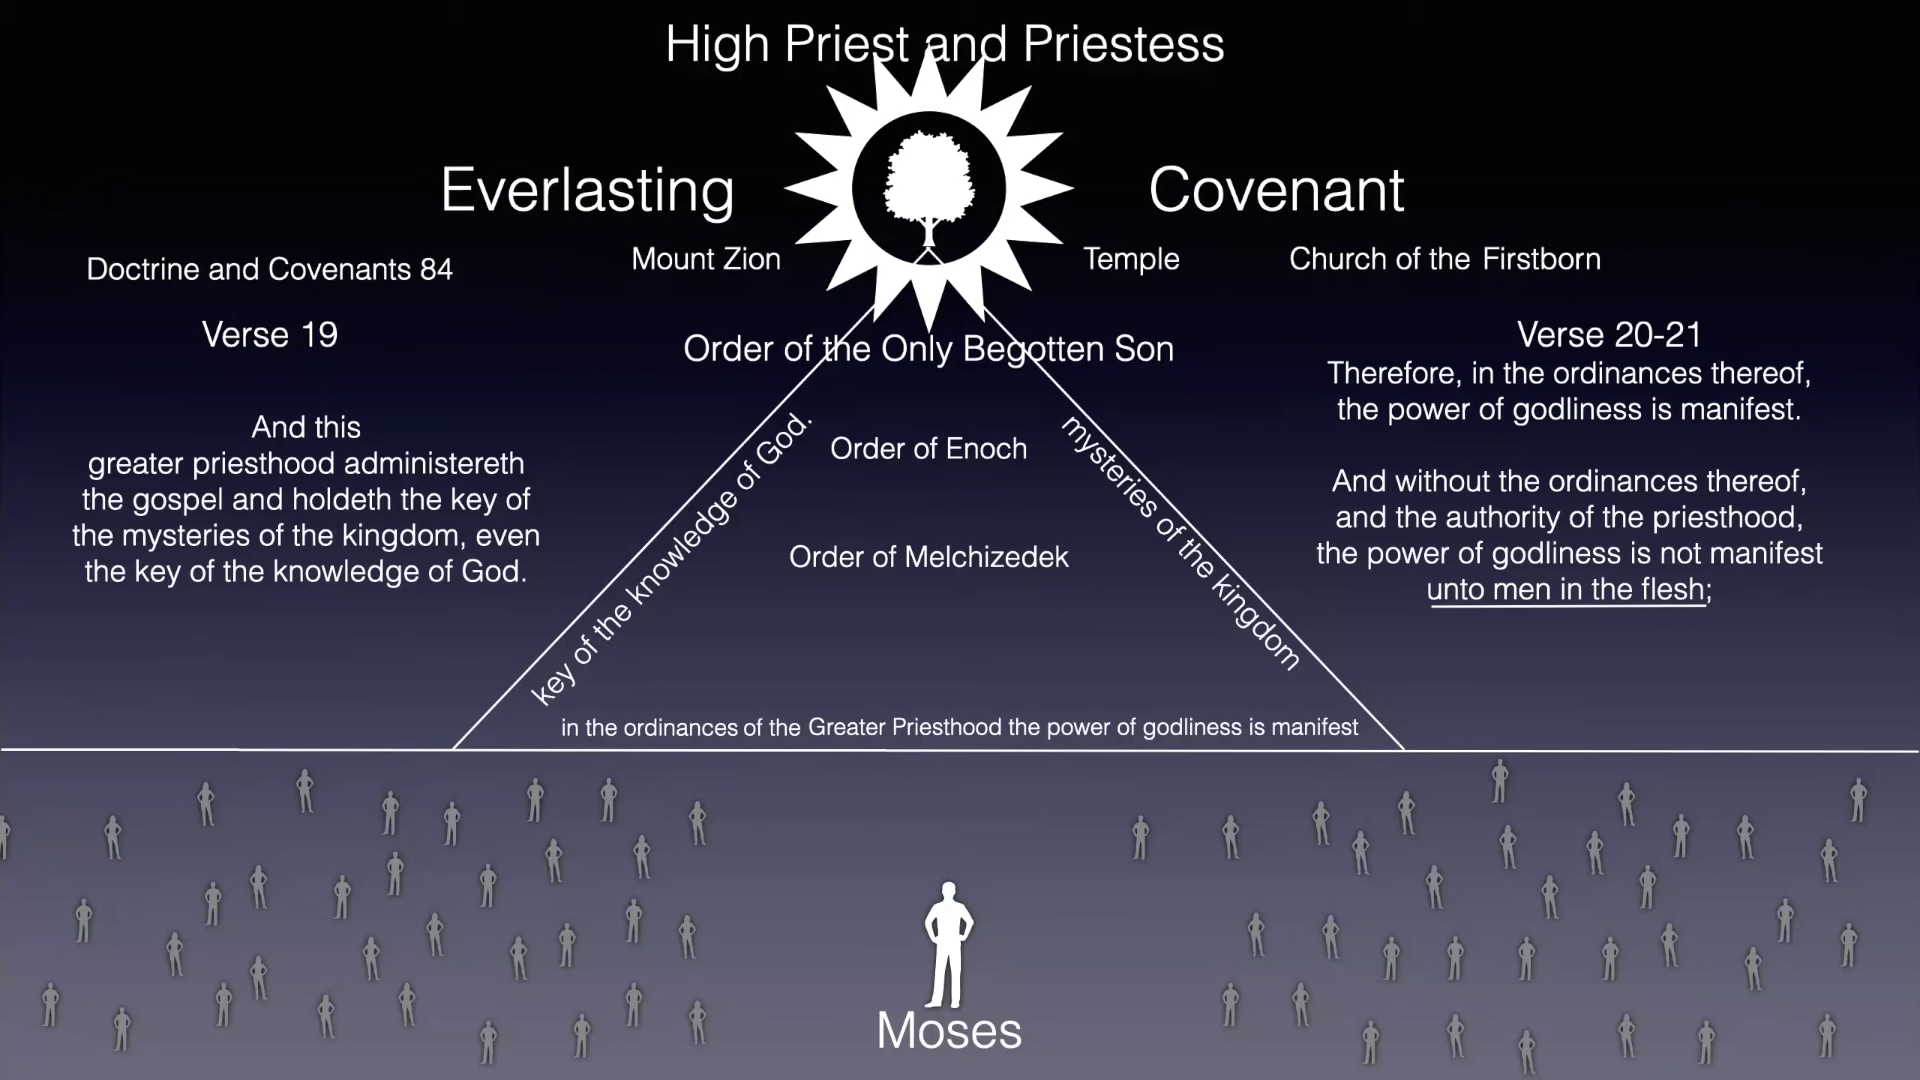 High Priest and Priestess
Everlasting
Covenant
Mount Zion
Temple
Church of the Firstborn
Doctrine and Covenants 84
Verse 19
And this
greater priesthood administereth
the gospel and holdeth the key of
the mysteries of the kingdom, even
the key of the knowledge of God.
Order of the Only Begotten Son
Order of Enoch
Order of Melchizedek
key of the knowledge of God.
mysteries of the kingdom
in the ordinances of the Greater Priesthood the power of godliness is manifest
Verse 20-21
Therefore, in the ordinances thereof,
the power of godliness is manifest.
And without the ordinances thereof,
and the authority of the priesthood,
the power of godliness is not manifest
unto men in the flesh;
Moses